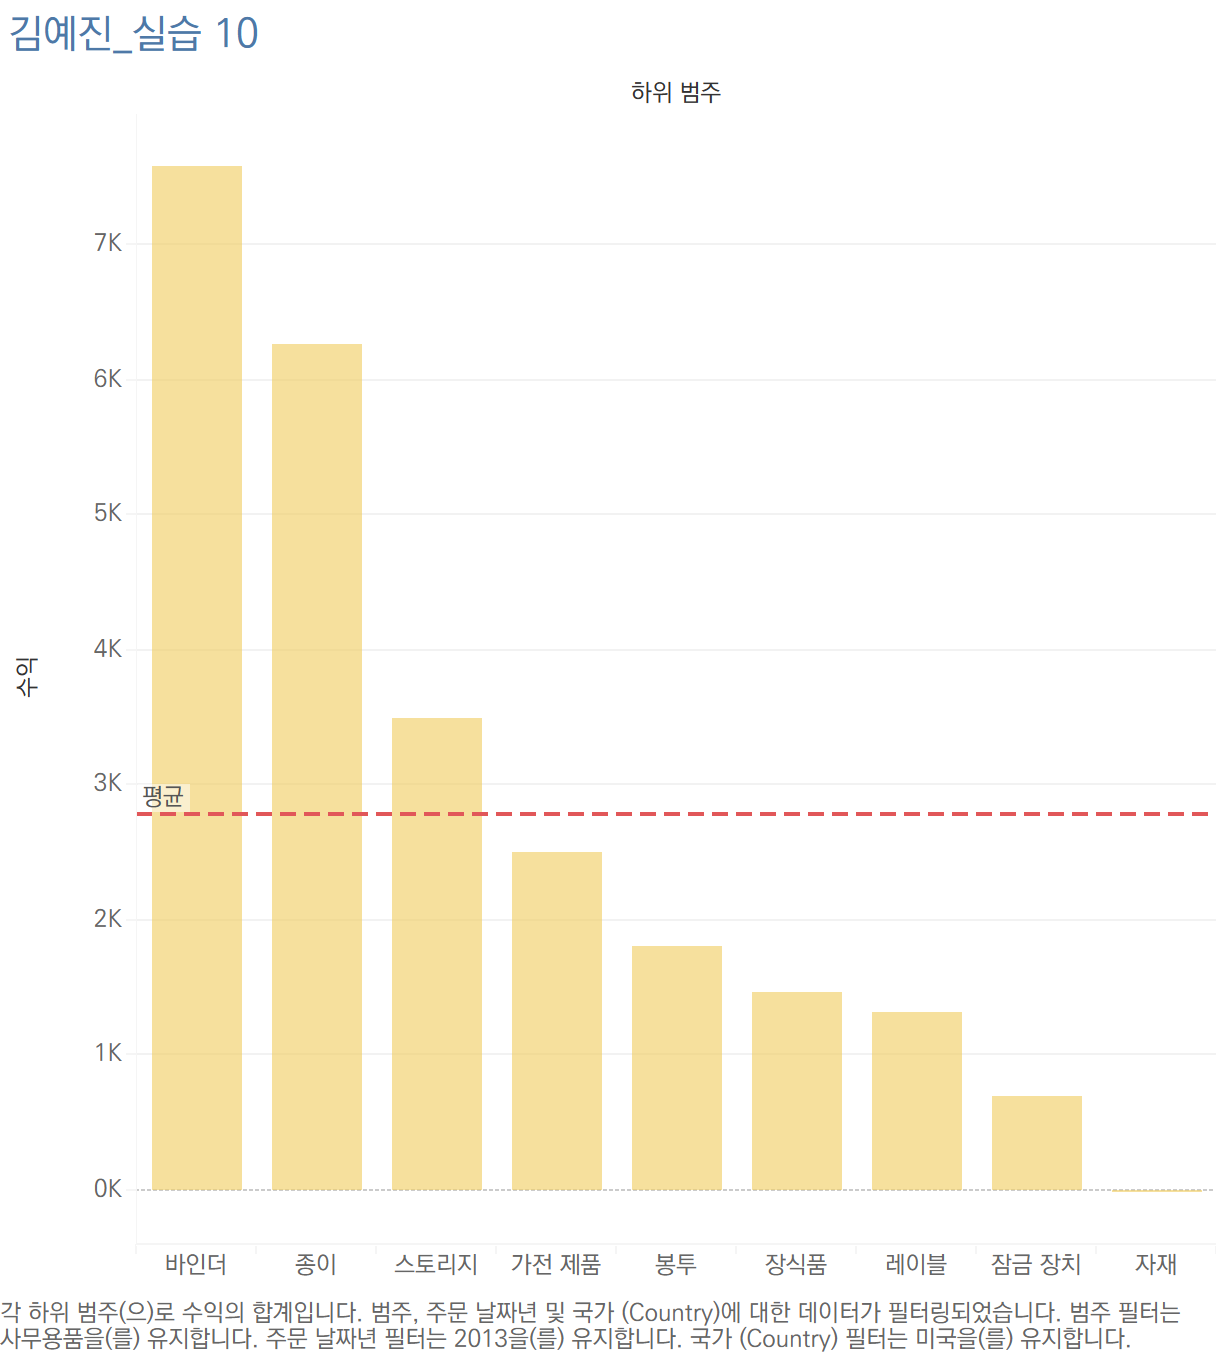 김예진_실습 10
하위 범주
7K
6K
5K
4K
3K
평균
2K
1K
0K
수익
바인더 종이 스토리지 가전 제품 봉투 장식품 레이블 잠금 장치 자재
각 하위 범주(으)로 수익의 합계입니다. 범주, 주문 날짜년 및 국가 (Country)에 대한 데이터가 필터링되었습니다. 범주 필터는
사무용품을(를) 유지합니다. 주문 날짜년 필터는 2013을(를) 유지합니다. 국가 (Country) 필터는 미국을(를) 유지합니다.